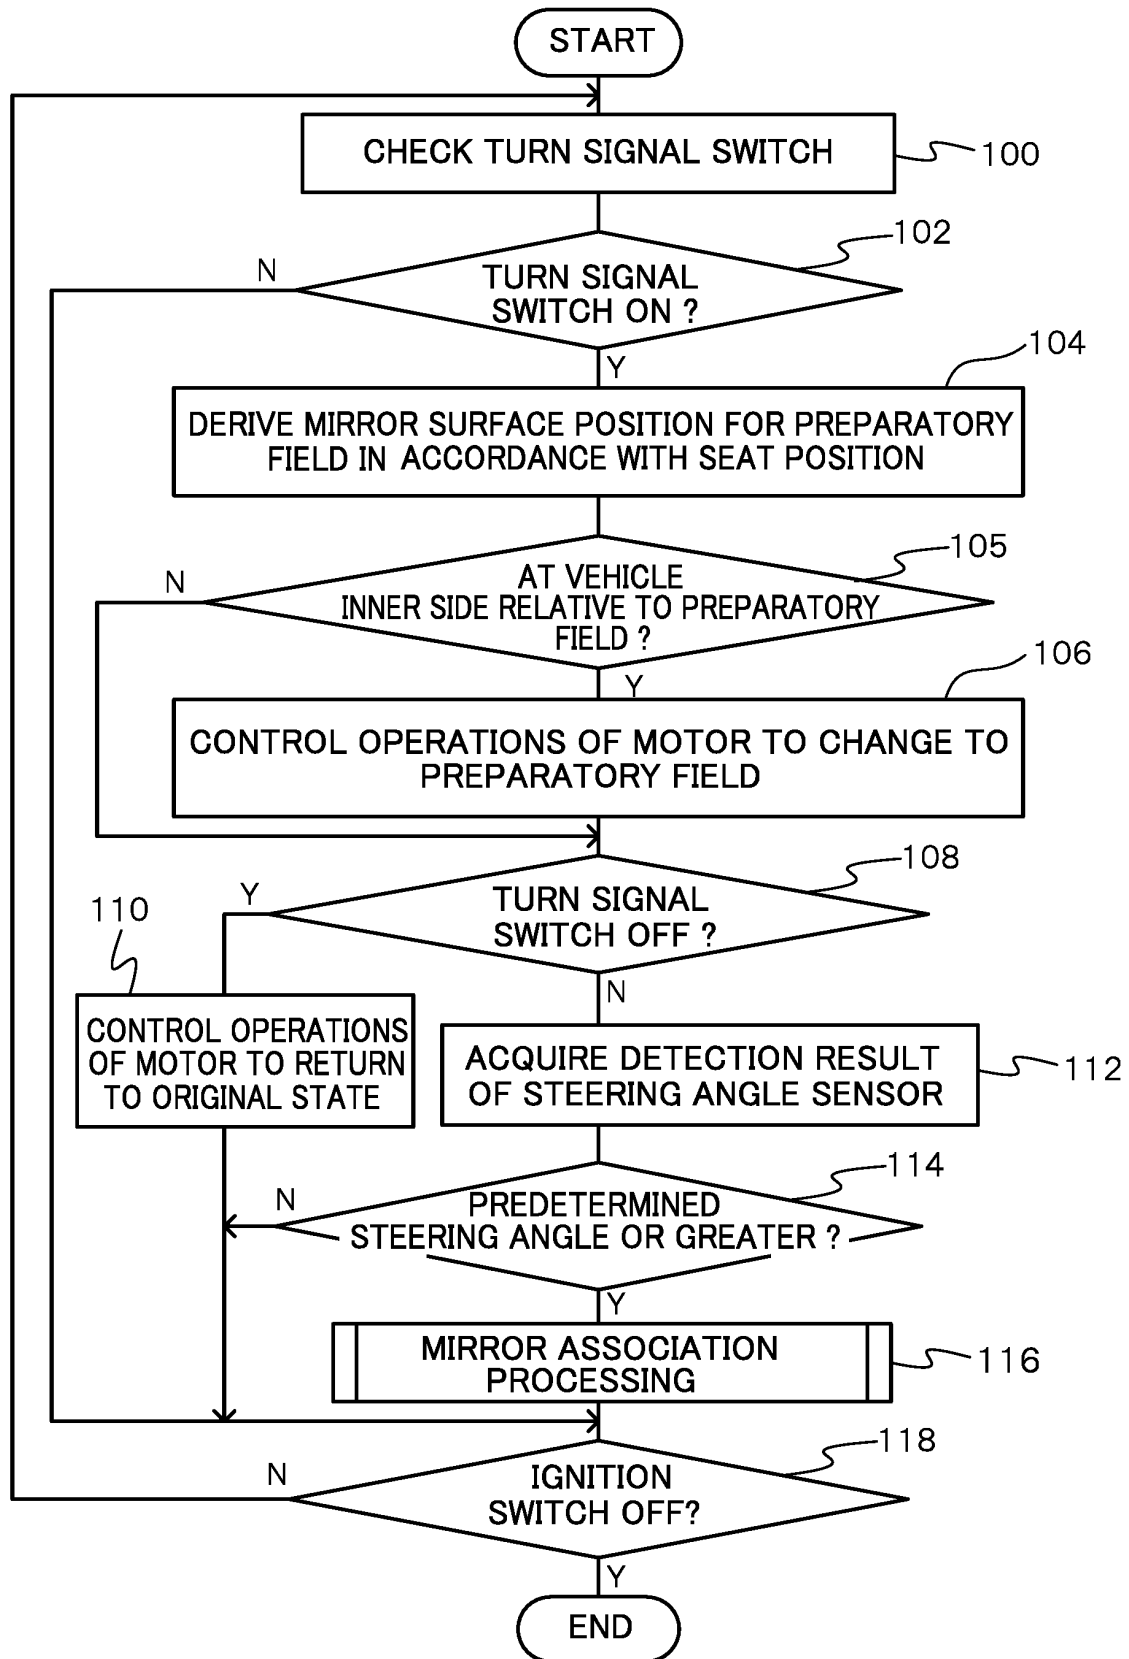 START
CHECK TURN SIGNAL SWITCH
100
102
N
TURN SIGNAL
SWITCH ON ?
Y
104
DERIVE MIRROR SURFACE POSITION FOR PREPARATORY
FIELD IN ACCORDANCE WITH SEAT POSITION
105
N
AT VEHICLE
INNER SIDE RELATIVE TO PREPARATORY
FIELD ?
Y
106
CONTROL OPERATIONS OF MOTOR TO CHANGE TO
PREPARATORY FIELD
108
Y
TURN SIGNAL
SWITCH OFF ?
N
110
CONTROL OPERATIONS
OF MOTOR TO RETURN
TO ORIGINAL STATE
ACQUIRE DETECTION RESULT
OF STEERING ANGLE SENSOR
112
114
N
PREDETERMINED
STEERING ANGLE OR GREATER ?
Y
MIRROR ASSOCIATION
PROCESSING
116
118
N
IGNITION
SWITCH OFF?
Y
END